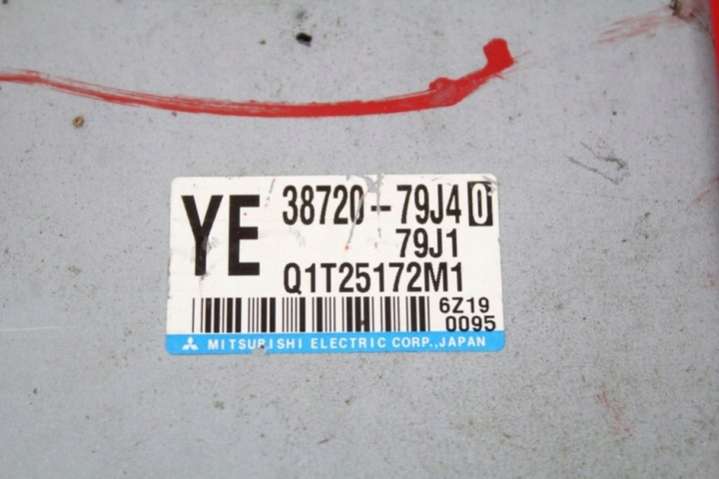 YE 38720-79J40
79J1
Q1T25172M1
6Z19
0095
MITSUBISHI ELECTRIC CORP., JAPAN